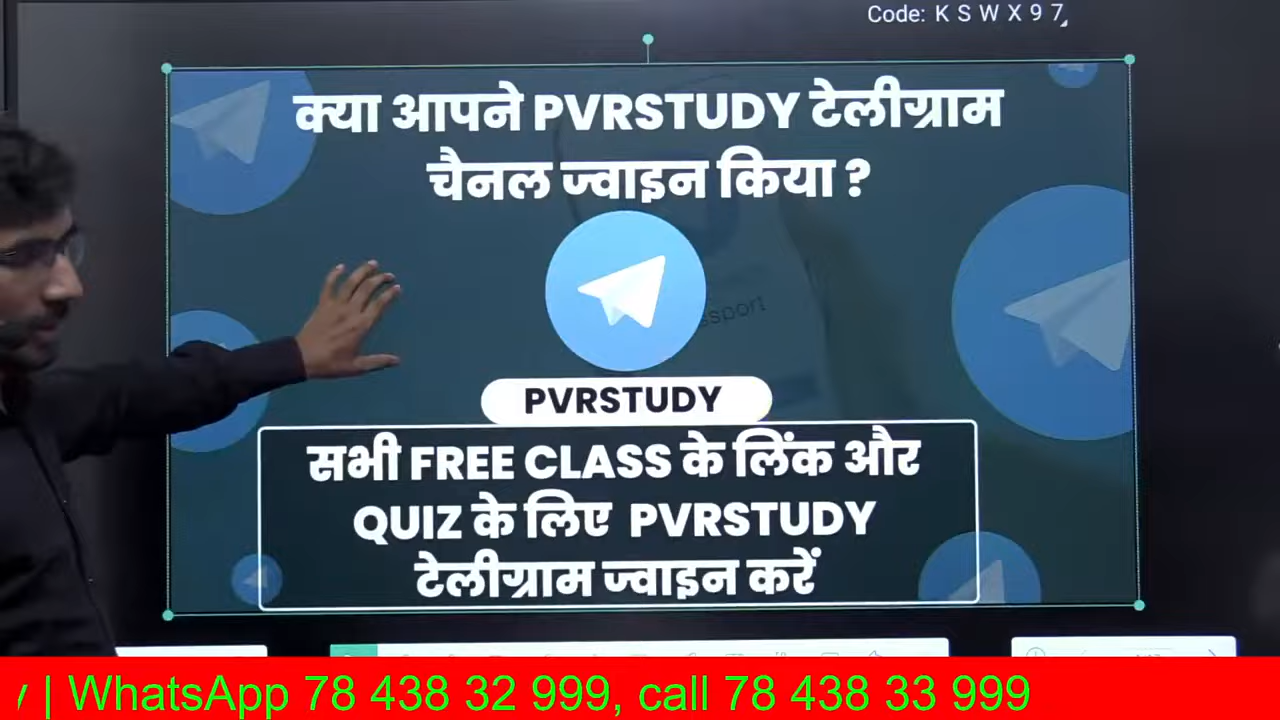 Code: K S W X 9 7
क्या आपने PVRSTUDY टेलीग्राम
चैनल ज्वाइन किया ?
ssport
PVRSTUDY
सभी FREE CLASS के लिंक और
QUIZ के लिए PVRSTUDY
टेलीग्राम ज्वाइन करें
| WhatsApp 78 438 32 999, call 78 438 33 999